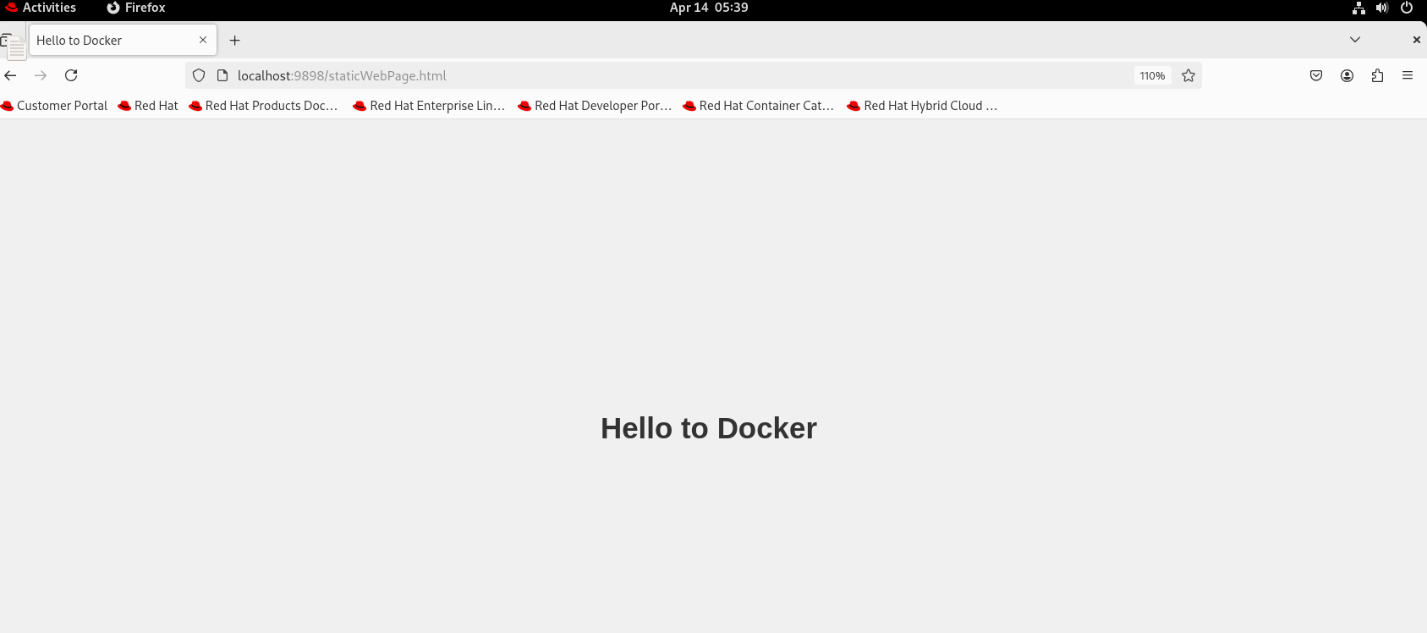 Activities Firefox Apr 14 05:39
Hello to Docker
localhost:9898/staticWebPage.html 110%
Customer Portal Red Hat Red Hat Products Doc... Red Hat Enterprise Lin... Red Hat Developer Por... Red Hat Container Cat... Red Hat Hybrid Cloud ...
Hello to Docker